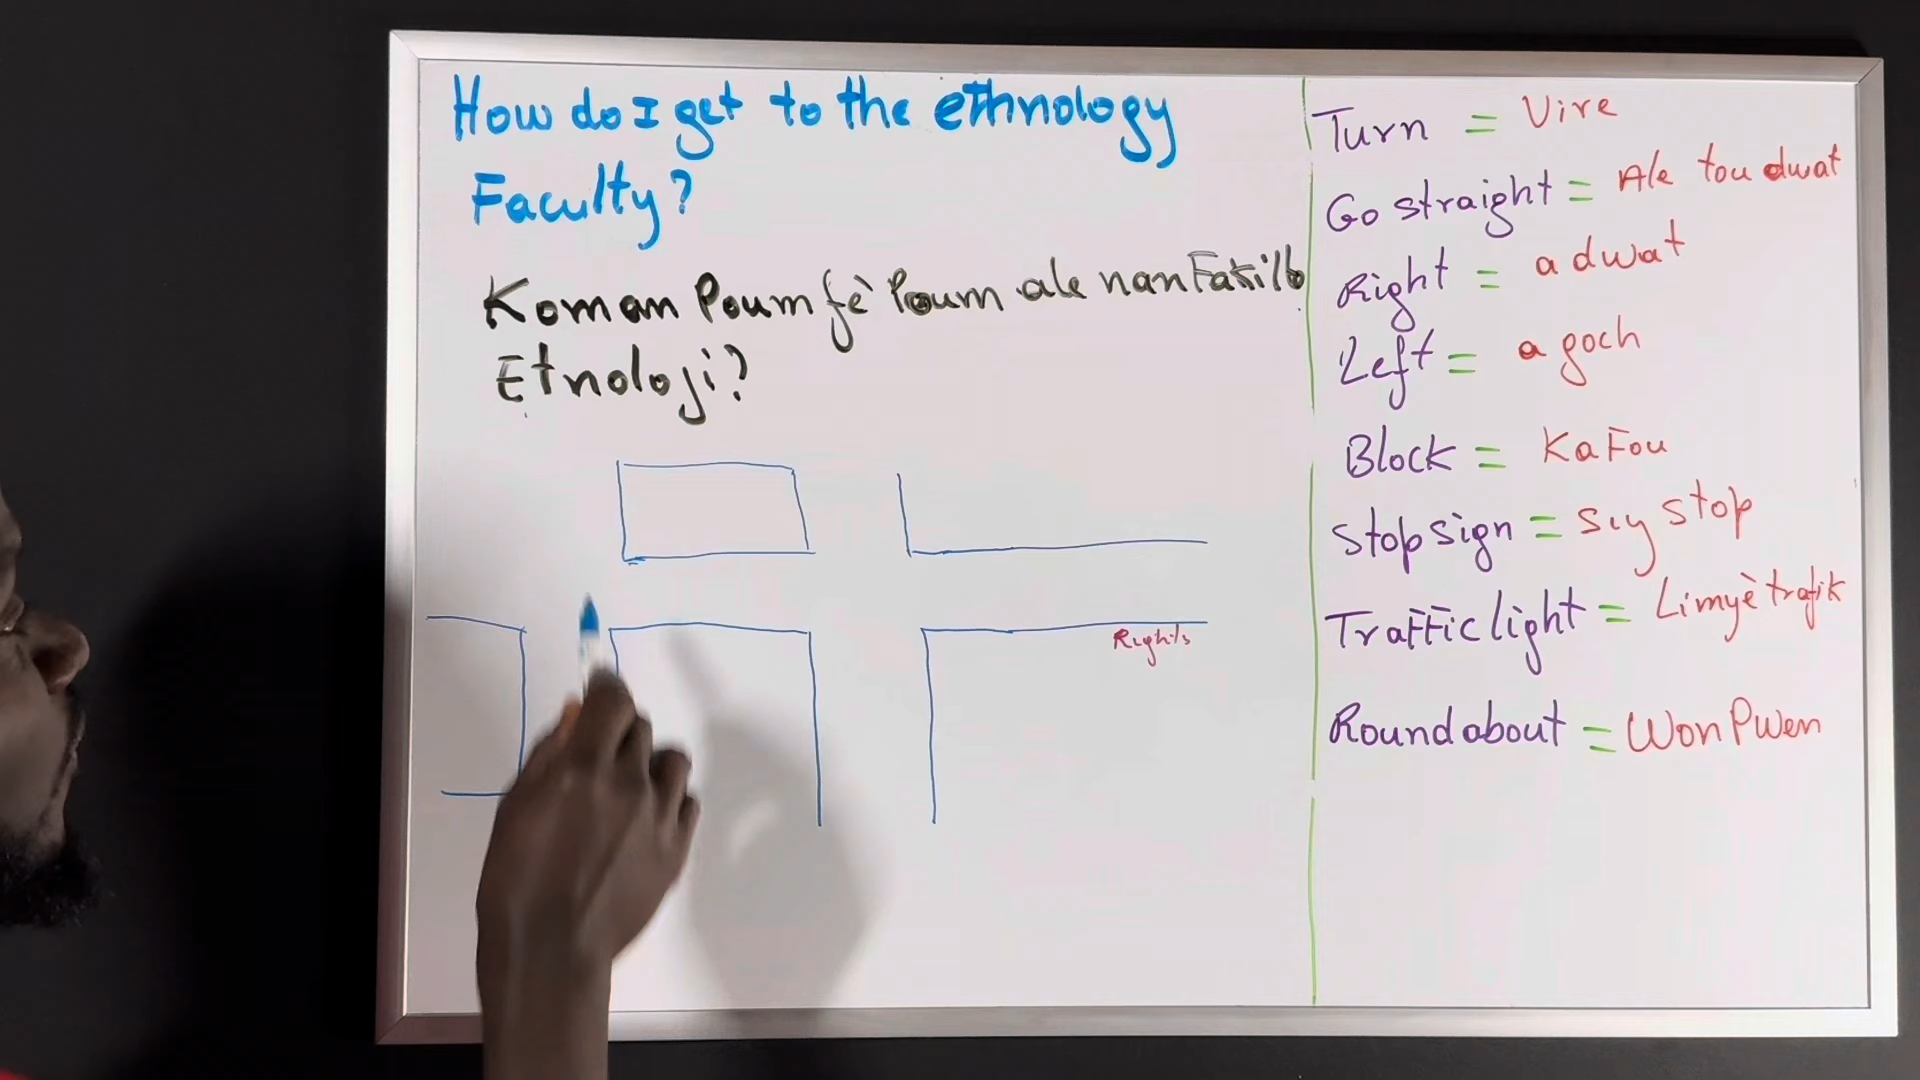 How do I get to the ethnology
Faculty?
Koman Poum fè Poum ale nan Fakilte
Etnoloji?
Rights
Turn = Vire
Go straight = Ale tou dwat
Right = a dwat
Left = a goch
Block = KaFou
Stop sign = Siy stop
Traffic light = Limyè trafik
Roundabout = Won Pwen